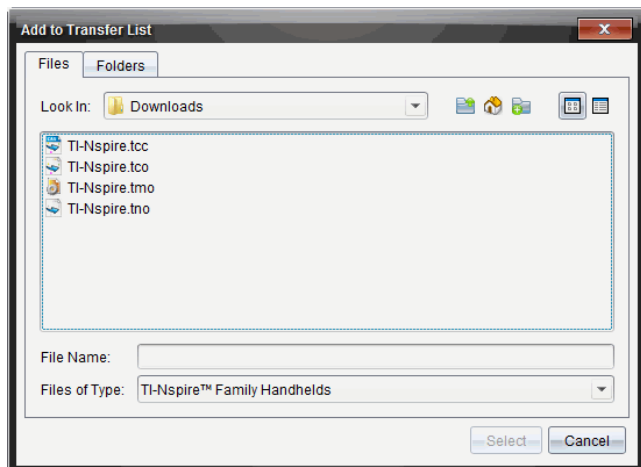 Add to Transfer List
Files Folders
Look In: Downloads
TI-Nspire.tcc
TI-Nspire.tco
TI-Nspire.tmo
TI-Nspire.tno
File Name:
Files of Type: TI-Nspire™ Family Handhelds
Select Cancel